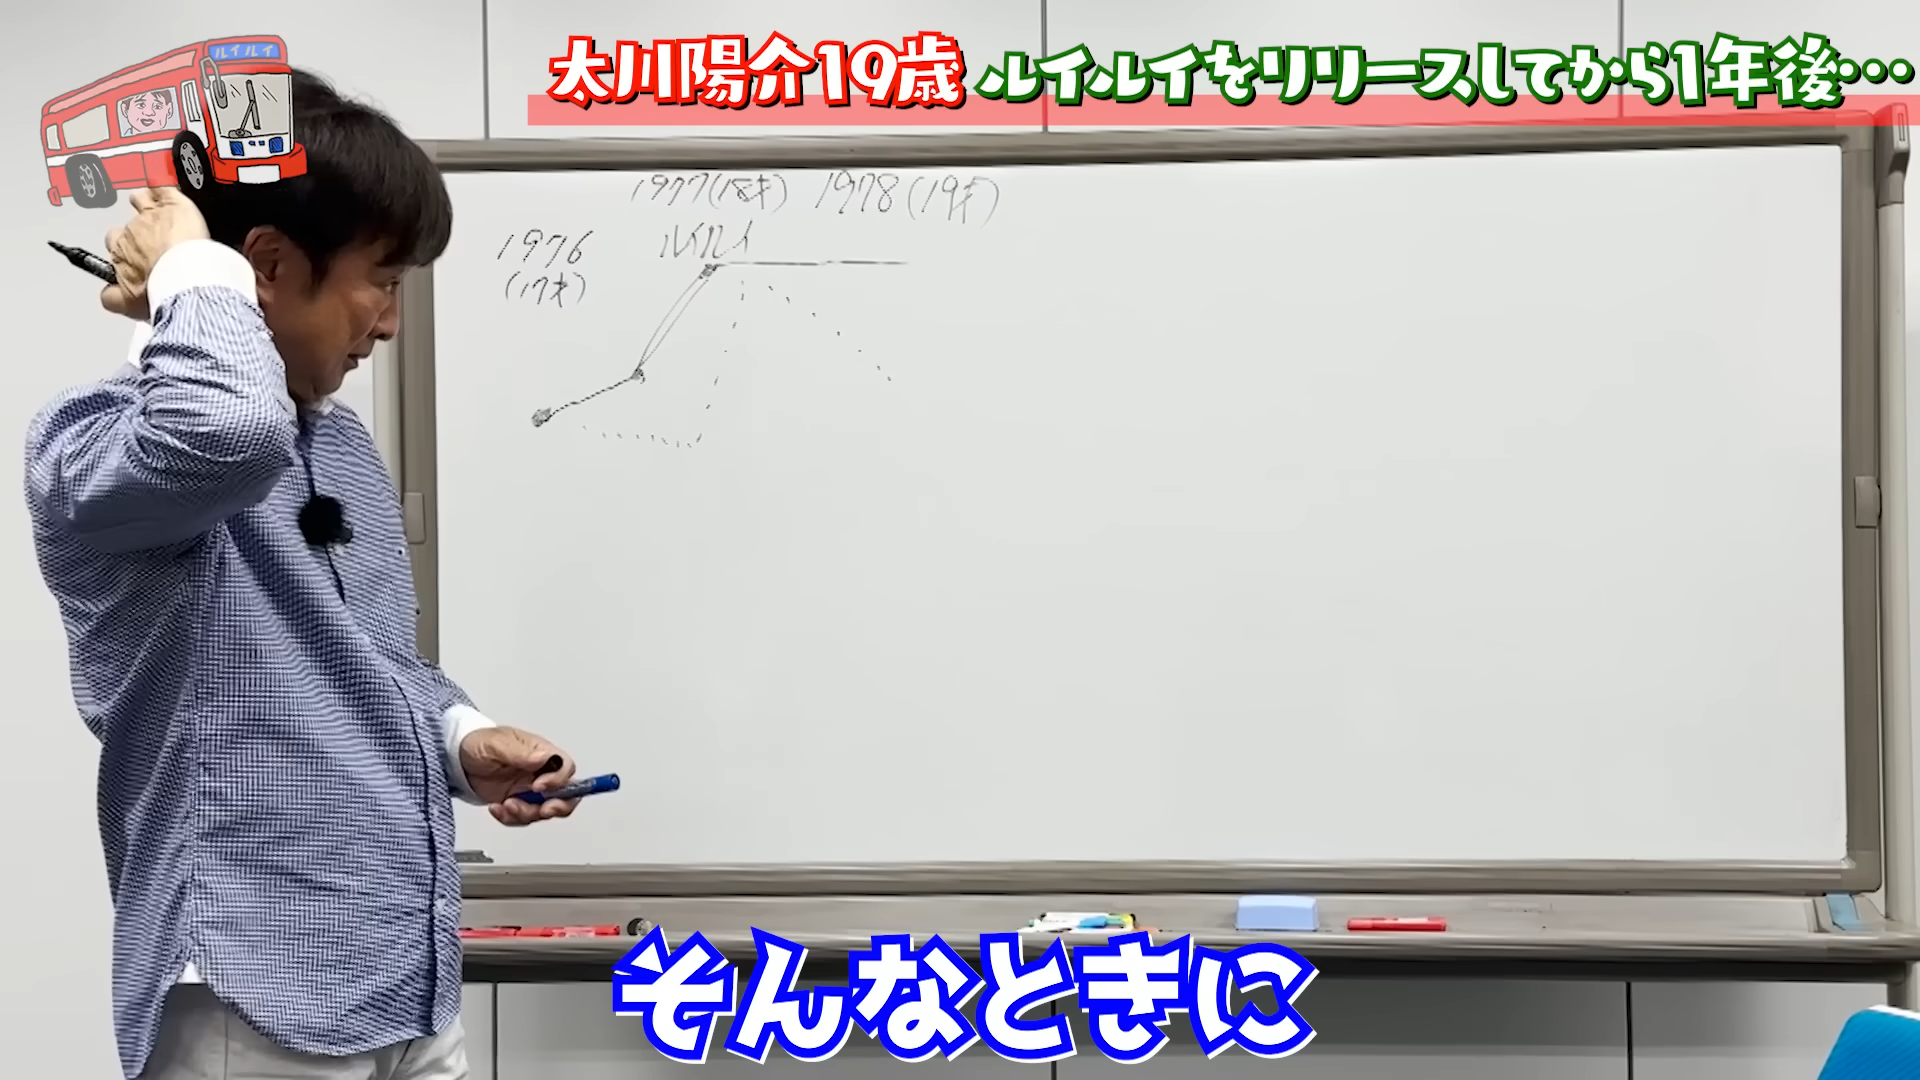 ルイルイ
太川陽介19歳 ルイルイをリリースしてから1年後…
1977(18才) 1978(19才)
1976
(17才)
ルイルイ
そんなときに